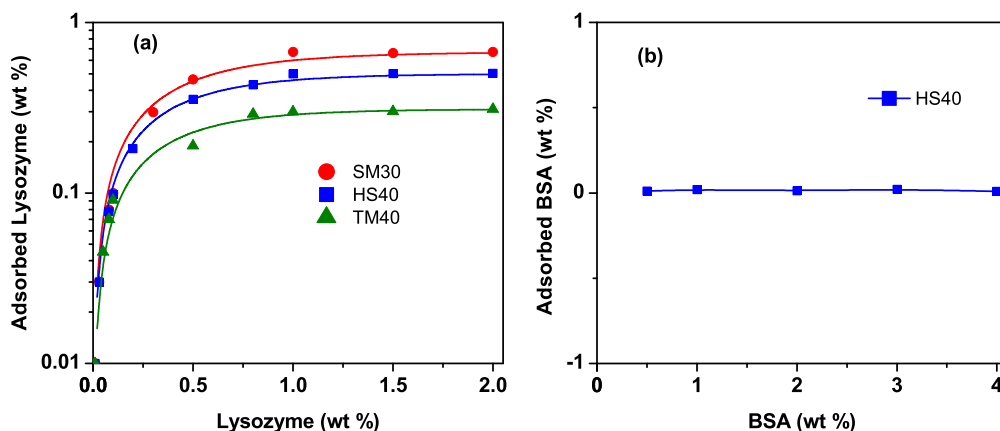 (a)
Adsorbed Lysozyme (wt %)
1
0.1
0.01
SM30
HS40
TM40
0.0
0.5
1.0
1.5
2.0
Lysozyme (wt %)
(b)
Adsorbed BSA (wt %)
1
0
-1
HS40
0
1
2
3
4
BSA (wt %)